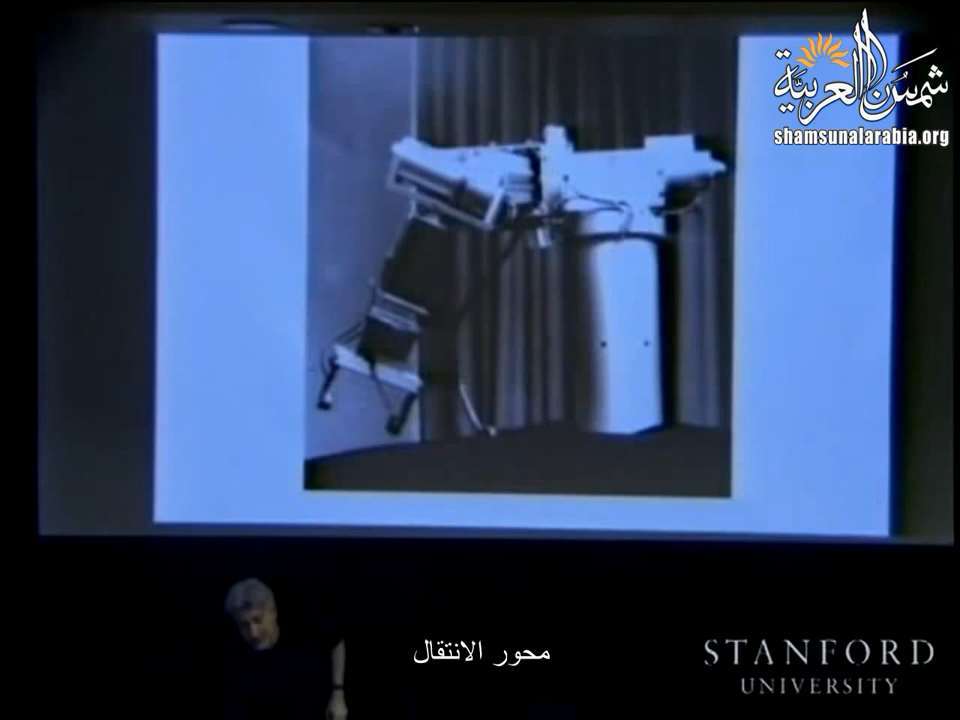 شمس العربية
shamsunalarabia.org
محور الانتقال
STANFORD
UNIVERSITY